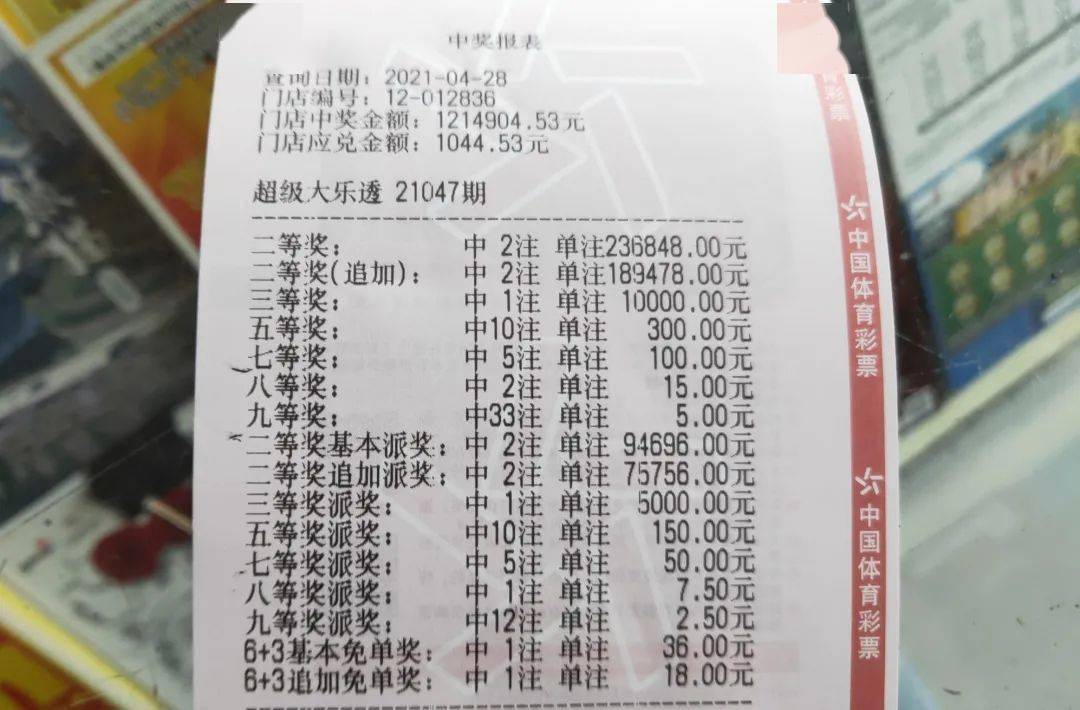 中奖报表
查询日期：2021-04-28
门店编号：12-012836
门店中奖金额：1214904.53元
门店应兑金额：1044.53元
超级大乐透 21047期
二等奖： 中 2注 单注236848.00元
二等奖(追加)： 中 2注 单注189478.00元
三等奖： 中 1注 单注 10000.00元
五等奖： 中10注 单注 300.00元
七等奖： 中 5注 单注 100.00元
八等奖： 中 2注 单注 15.00元
九等奖： 中33注 单注 5.00元
二等奖基本派奖： 中 2注 单注 94696.00元
二等奖追加派奖： 中 2注 单注 75756.00元
三等奖派奖： 中 1注 单注 5000.00元
五等奖派奖： 中10注 单注 150.00元
七等奖派奖： 中 5注 单注 50.00元
八等奖派奖： 中 1注 单注 7.50元
九等奖派奖： 中12注 单注 2.50元
6+3基本免单奖： 中 1注 单注 36.00元
6+3追加免单奖： 中 1注 单注 18.00元
育彩票
中国体育彩票
中国体育彩票